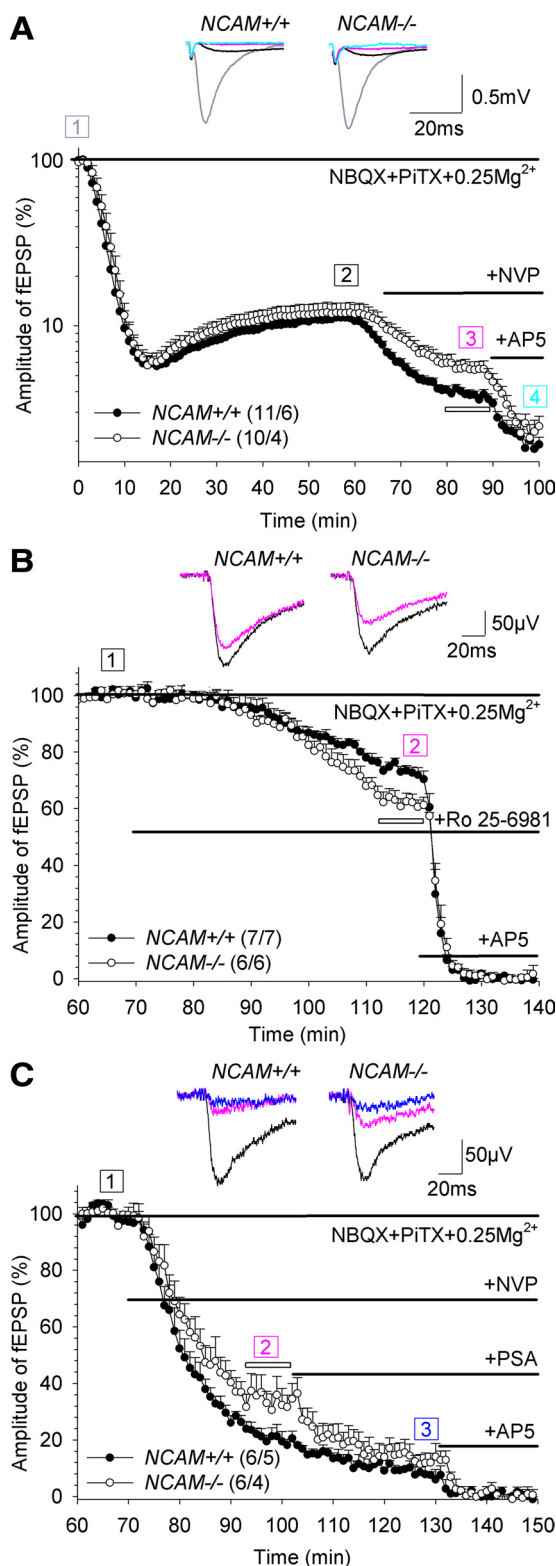 A
NCAM+/+ NCAM-/-
0.5mV
20ms
1
100
NBQX+PiTX+0.25Mg²⁺
2
+NVP
10
3
+AP5
4
NCAM+/+ (11/6)
NCAM-/- (10/4)
Amplitude of fEPSP (%)
0 10 20 30 40 50 60 70 80 90 100
Time (min)
B
NCAM+/+ NCAM-/-
50µV
20ms
1
100
NBQX+PiTX+0.25Mg²⁺
80
2
60
+Ro 25-6981
40
20
+AP5
NCAM+/+ (7/7)
NCAM-/- (6/6)
0
Amplitude of fEPSP (%)
60 70 80 90 100 110 120 130 140
Time (min)
C
NCAM+/+ NCAM-/-
50µV
20ms
1
100
NBQX+PiTX+0.25Mg²⁺
80
+NVP
60
2
+PSA
40
3
+AP5
20
NCAM+/+ (6/5)
NCAM-/- (6/4)
0
Amplitude of fEPSP (%)
60 70 80 90 100 110 120 130 140 150
Time (min)